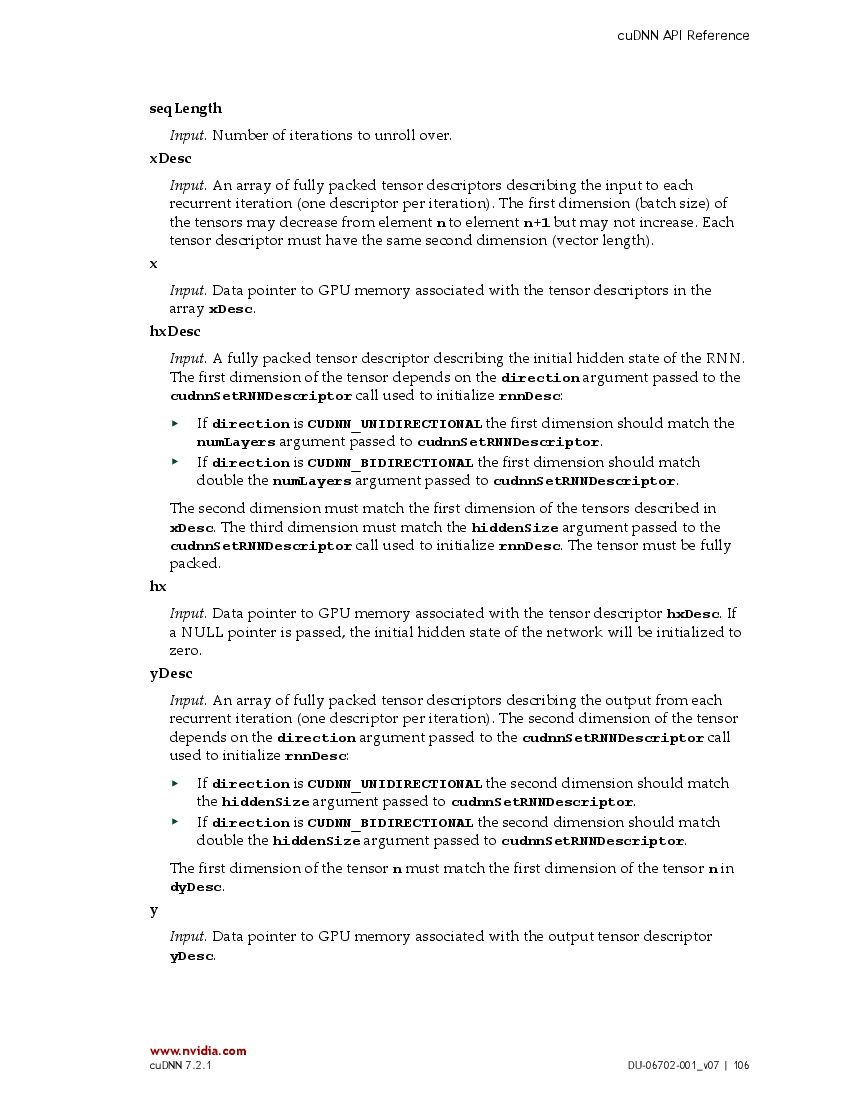 cuDNN API Reference
seqLength
Input. Number of iterations to unroll over.
xDesc
Input. An array of fully packed tensor descriptors describing the input to each
recurrent iteration (one descriptor per iteration). The first dimension (batch size) of
the tensors may decrease from element n to element n+1 but may not increase. Each
tensor descriptor must have the same second dimension (vector length).
x
Input. Data pointer to GPU memory associated with the tensor descriptors in the
array xDesc.
hxDesc
Input. A fully packed tensor descriptor describing the initial hidden state of the RNN.
The first dimension of the tensor depends on the direction argument passed to the
cudnnSetRNNDescriptor call used to initialize rnnDesc:
‣ If direction is CUDNN_UNIDIRECTIONAL the first dimension should match the
numLayers argument passed to cudnnSetRNNDescriptor.
‣ If direction is CUDNN_BIDIRECTIONAL the first dimension should match
double the numLayers argument passed to cudnnSetRNNDescriptor.
The second dimension must match the first dimension of the tensors described in
xDesc. The third dimension must match the hiddenSize argument passed to the
cudnnSetRNNDescriptor call used to initialize rnnDesc. The tensor must be fully
packed.
hx
Input. Data pointer to GPU memory associated with the tensor descriptor hxDesc. If
a NULL pointer is passed, the initial hidden state of the network will be initialized to
zero.
yDesc
Input. An array of fully packed tensor descriptors describing the output from each
recurrent iteration (one descriptor per iteration). The second dimension of the tensor
depends on the direction argument passed to the cudnnSetRNNDescriptor call
used to initialize rnnDesc:
‣ If direction is CUDNN_UNIDIRECTIONAL the second dimension should match
the hiddenSize argument passed to cudnnSetRNNDescriptor.
‣ If direction is CUDNN_BIDIRECTIONAL the second dimension should match
double the hiddenSize argument passed to cudnnSetRNNDescriptor.
The first dimension of the tensor n must match the first dimension of the tensor n in
dyDesc.
y
Input. Data pointer to GPU memory associated with the output tensor descriptor
yDesc.
www.nvidia.com
cuDNN 7.2.1 DU-06702-001_v07 | 106